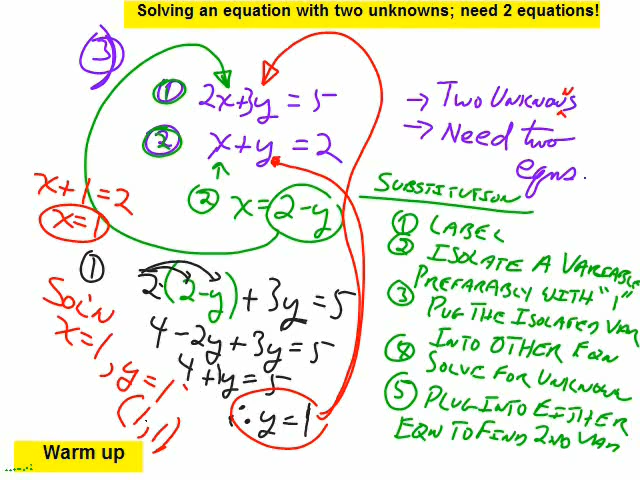 Solving an equation with two unknowns; need 2 equations!
③
① 2x+3y = 5
② x+y = 2
② x = 2-y
→ TWO UNKNOWNS
→ Need two
eqns.
x+1=2
x=1
①
2·(2-y) + 3y = 5
4-2y+3y=5
4+1y=5
∴ y=1
Sol'n
x=1, y=1
(1,1)
SUBSTITUTION
① LABEL
② ISOLATE A VARIABLE
PREFARABLY WITH "1"
③ PUG THE ISOLATED VAR
INTO OTHER EQN
④ SOLVE FOR UNKNOWN
⑤ PLUG INTO EITHER
EQN TO FIND 2ND VAR
Warm up